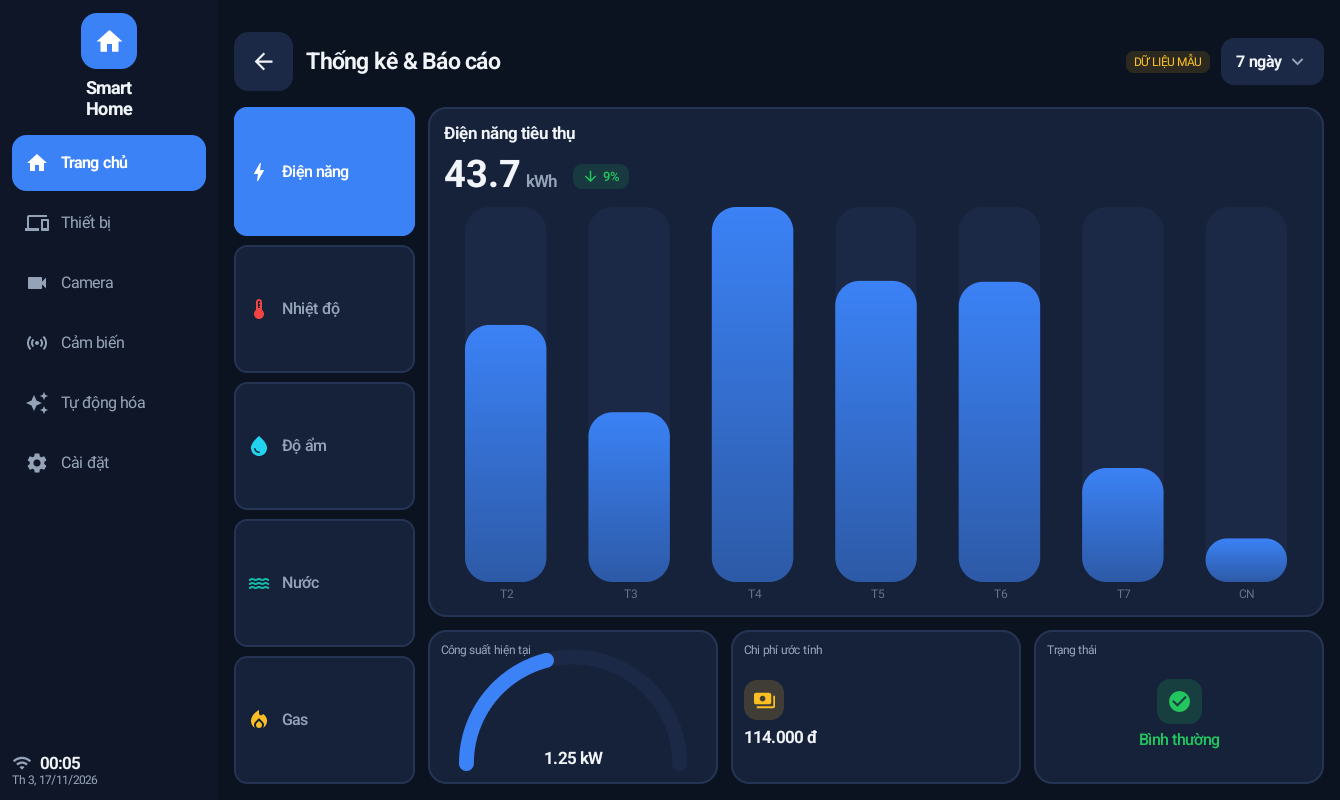 Smart
Home
Trang chủ
Thiết bị
Camera
Cảm biến
Tự động hóa
Cài đặt
00:05
Th 3, 17/11/2026
Thống kê & Báo cáo
DỮ LIỆU MẪU
7 ngày
Điện năng
Nhiệt độ
Độ ẩm
Nước
Gas
Điện năng tiêu thụ
43.7 kWh
9%
T2 T3 T4 T5 T6 T7 CN
Công suất hiện tại
1.25 kW
Chi phí ước tính
114.000 đ
Trạng thái
Bình thường